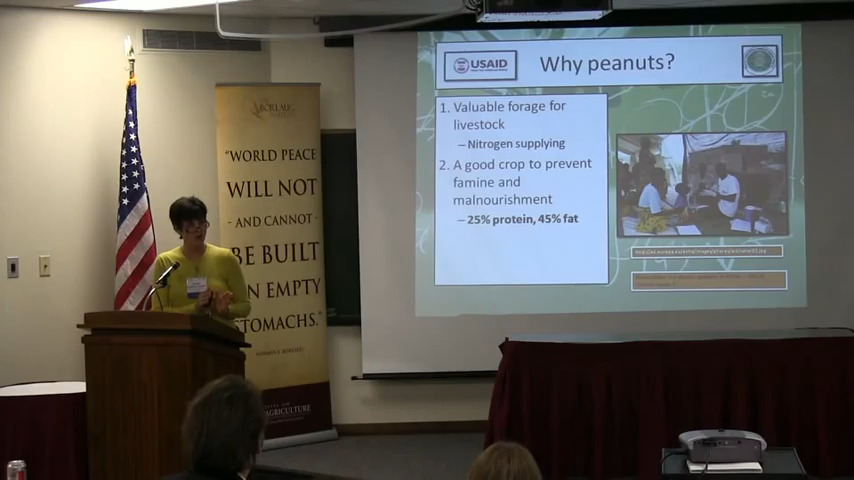 USAID
Why peanuts?
1. Valuable forage for
livestock
– Nitrogen supplying
2. A good crop to prevent
famine and
malnourishment
– 25% protein, 45% fat
BORLAUG
"WORLD PEACE
WILL NOT
- AND CANNOT -
BE BUILT
ON EMPTY
STOMACHS."
AGRICULTURE